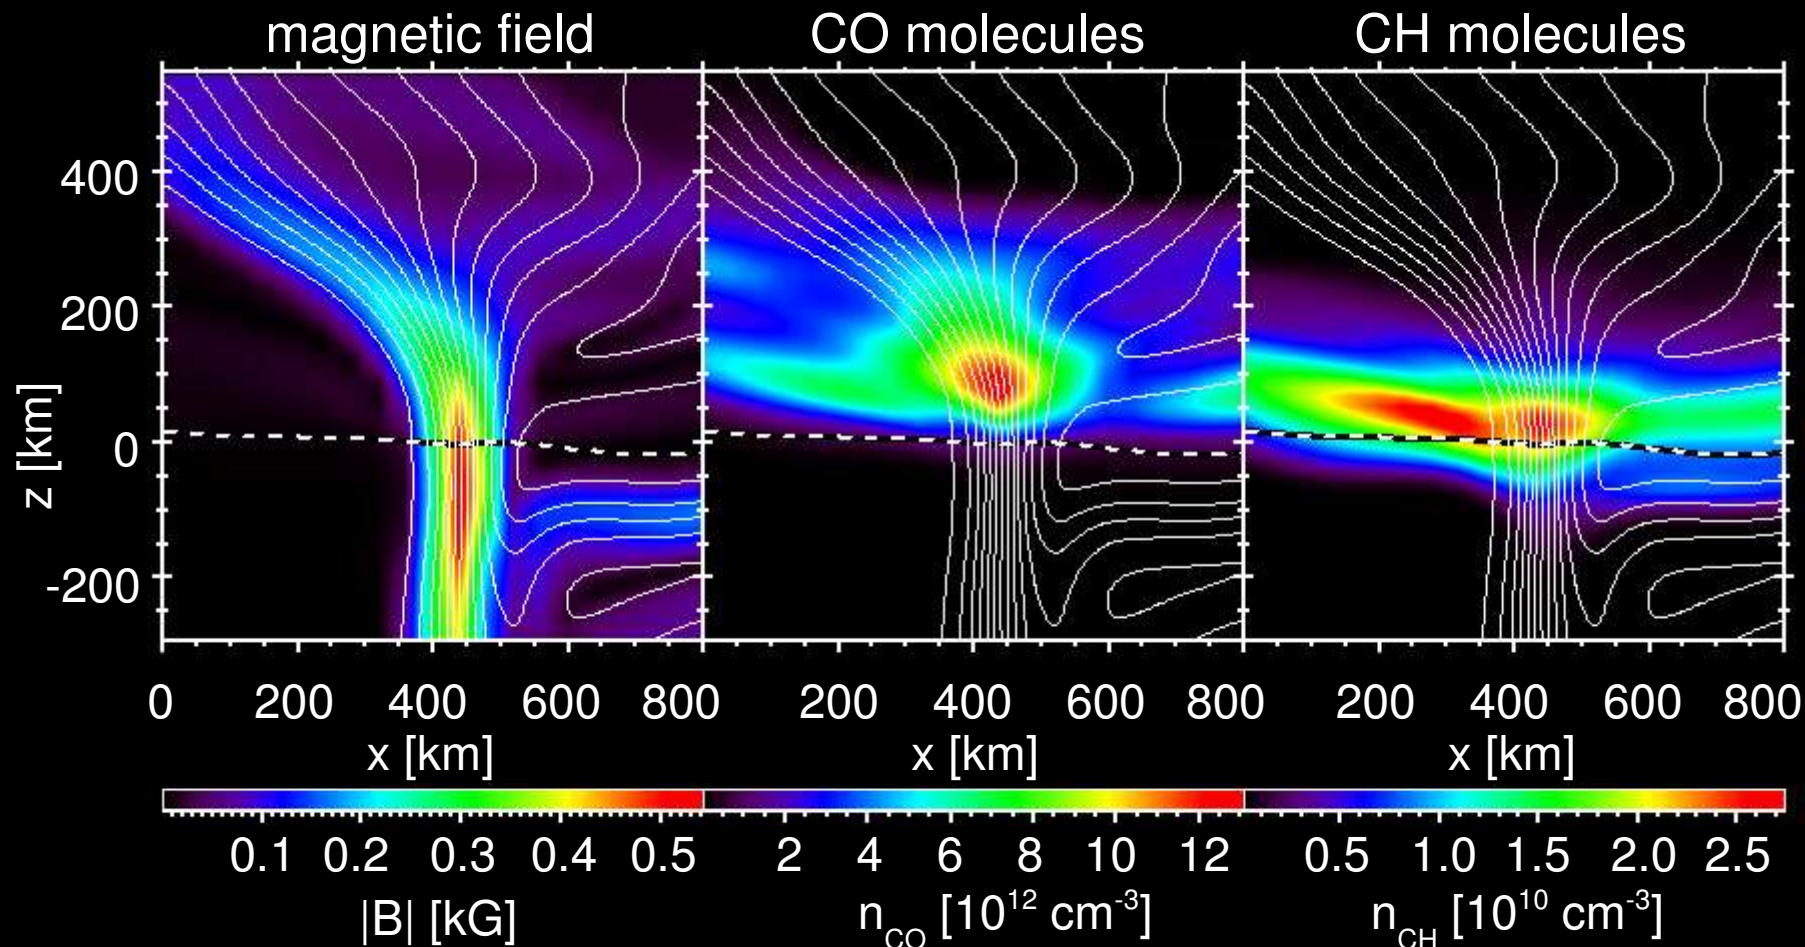 magnetic field CO molecules CH molecules
400
200
0
-200
z [km]
0 200 400 600 800 200 400 600 800 200 400 600 800
x [km] x [km] x [km]
0.1 0.2 0.3 0.4 0.5 2 4 6 8 10 12 0.5 1.0 1.5 2.0 2.5
|B| [kG] n_CO [10^12 cm^-3] n_CH [10^10 cm^-3]